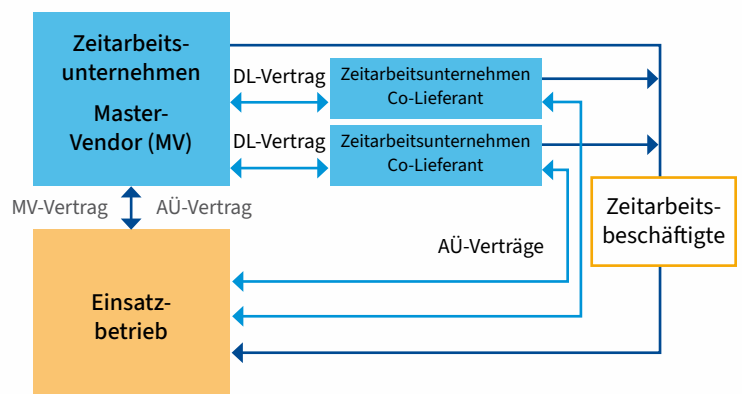 Zeitarbeits-
unternehmen
Master-
Vendor (MV)
DL-Vertrag
Zeitarbeitsunternehmen
Co-Lieferant
DL-Vertrag
Zeitarbeitsunternehmen
Co-Lieferant
MV-Vertrag
AÜ-Vertrag
Zeitarbeits-
beschäftigte
AÜ-Verträge
Einsatz-
betrieb